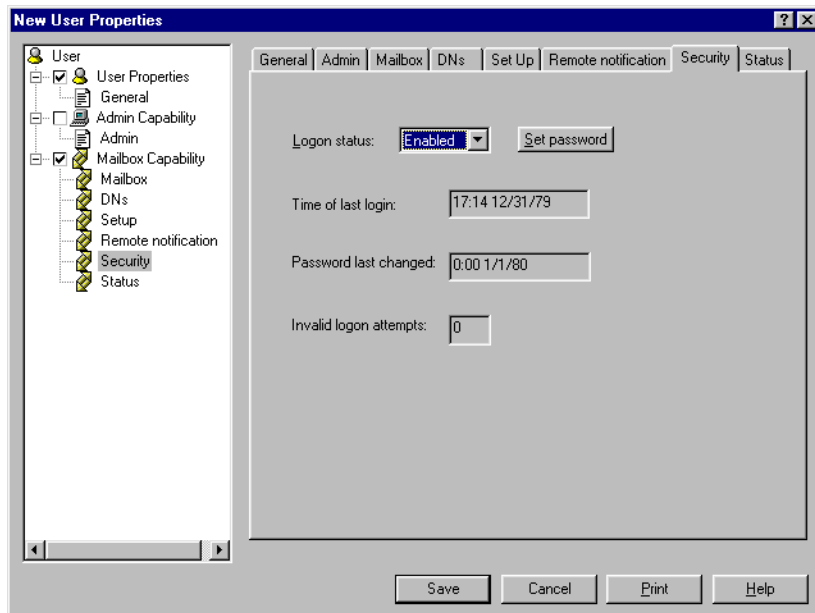 New User Properties
User
User Properties
General
Admin Capability
Admin
Mailbox Capability
Mailbox
DNs
Setup
Remote notification
Security
Status
General Admin Mailbox DNs Set Up Remote notification Security Status
Logon status: Enabled Set password
Time of last login: 17:14 12/31/79
Password last changed: 0:00 1/1/80
Invalid logon attempts: 0
Save Cancel Print Help